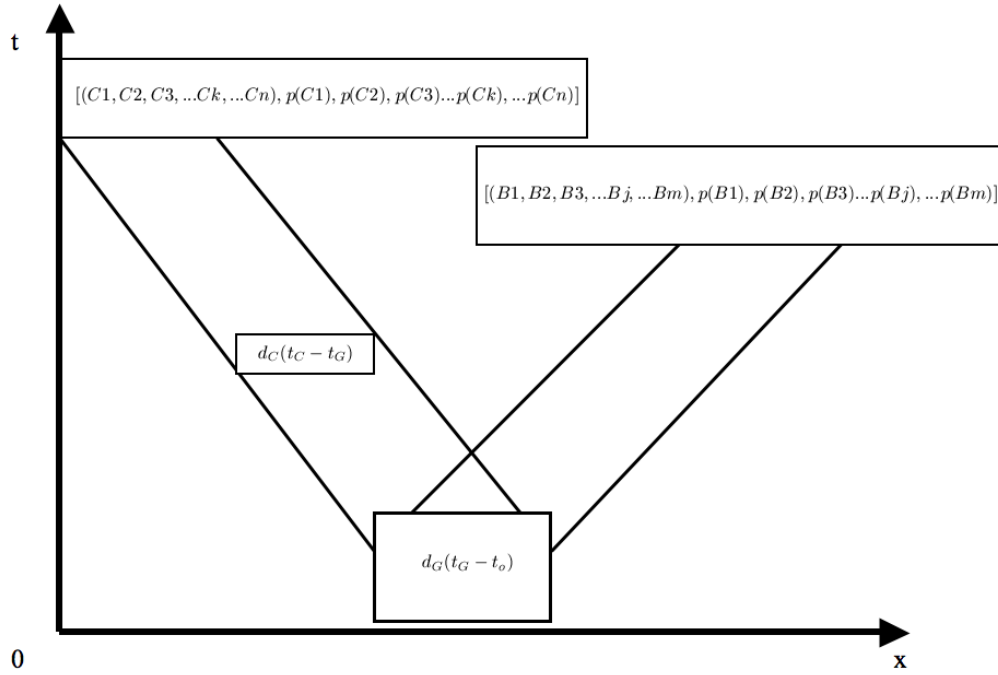 t
[(C1, C2, C3, ...Ck, ...Cn), p(C1), p(C2), p(C3)...p(Ck), ...p(Cn)]
[(B1, B2, B3, ...Bj, ...Bm), p(B1), p(B2), p(B3)...p(Bj), ...p(Bm)]
d_C(t_C − t_G)
d_G(t_G − t_o)
0
x